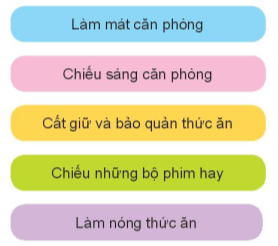 Làm mát căn phòng
Chiếu sáng căn phòng
Cất giữ và bảo quản thức ăn
Chiếu những bộ phim hay
Làm nóng thức ăn